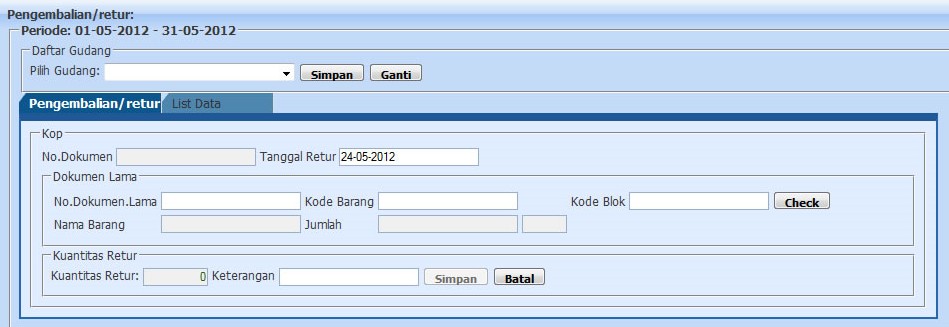 Pengembalian/retur:
Periode: 01-05-2012 - 31-05-2012
Daftar Gudang
Pilih Gudang: Simpan Ganti
Pengembalian/retur List Data
Kop
No.Dokumen Tanggal Retur 24-05-2012
Dokumen Lama
No.Dokumen.Lama Kode Barang Kode Blok Check
Nama Barang Jumlah
Kuantitas Retur
Kuantitas Retur: 0 Keterangan Simpan Batal